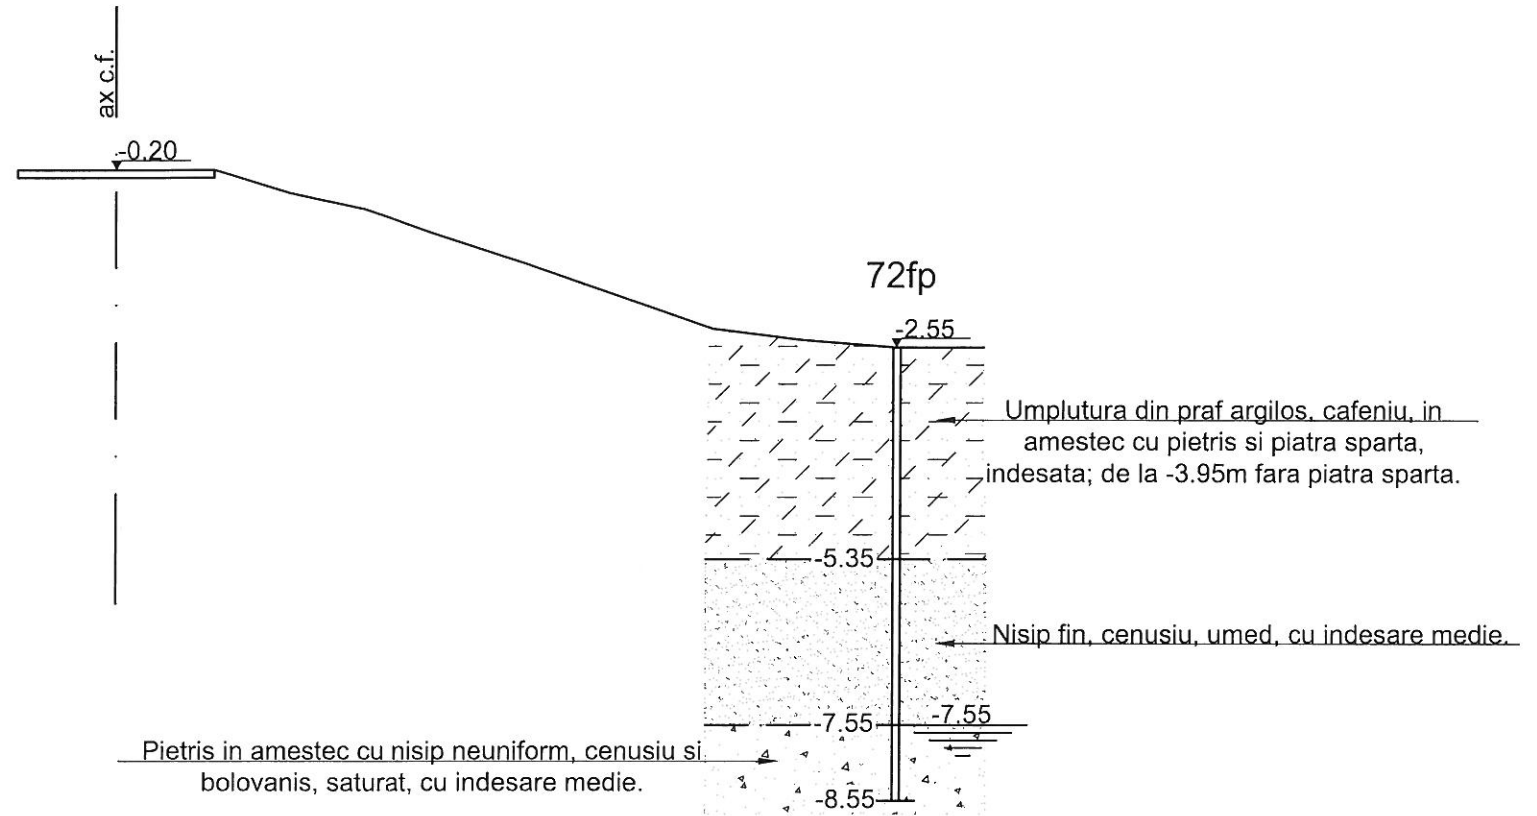 ax c.f.
-0.20
72fp
-2.55
Umplutura din praf argilos, cafeniu, in
amestec cu pietris si piatra sparta,
indesata; de la -3.95m fara piatra sparta.
-5.35
Nisip fin, cenusiu, umed, cu indesare medie.
-7.55
-7.55
Pietris in amestec cu nisip neuniform, cenusiu si
bolovanis, saturat, cu indesare medie.
-8.55